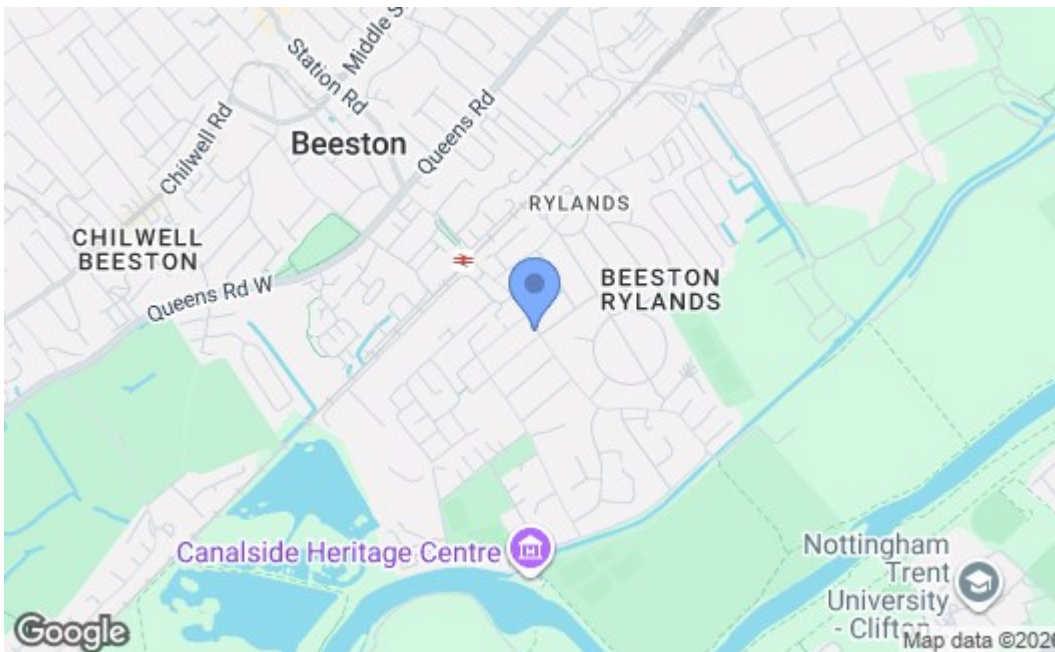 Middle S
Station Rd
Beeston
Queens Rd
Chilwell Rd
RYLANDS
CHILWELL
BEESTON
BEESTON
RYLANDS
Queens Rd W
Canalside Heritage Centre
Nottingham
Trent
University
- Clifton
Google
Map data ©2026